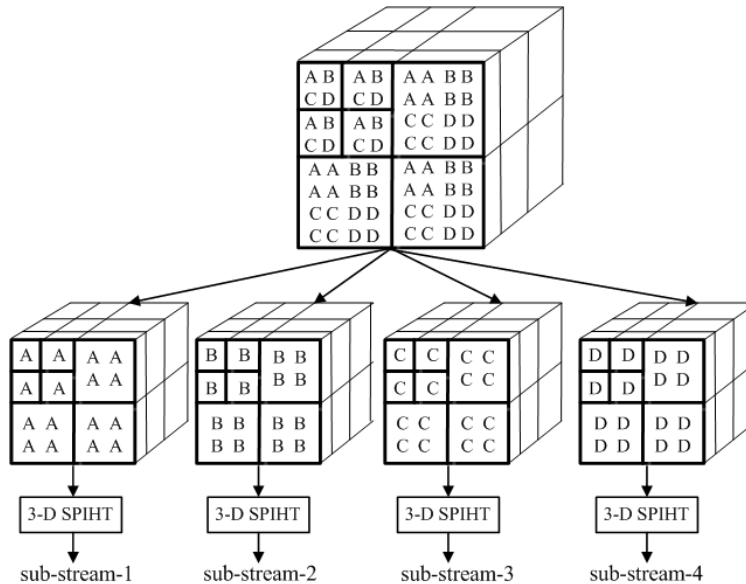 A B A B A A B B
C D C D A A B B
A B A B C C D D
C D C D C C D D
A A B B A A B B
A A B B A A B B
C C D D C C D D
C C D D C C D D
A A A A B B B B C C C C D D D D
A A A A B B B B C C C C D D D D
A A A A B B B B C C C C D D D D
A A A A B B B B C C C C D D D D
3-D SPIHT 3-D SPIHT 3-D SPIHT 3-D SPIHT
sub-stream-1 sub-stream-2 sub-stream-3 sub-stream-4